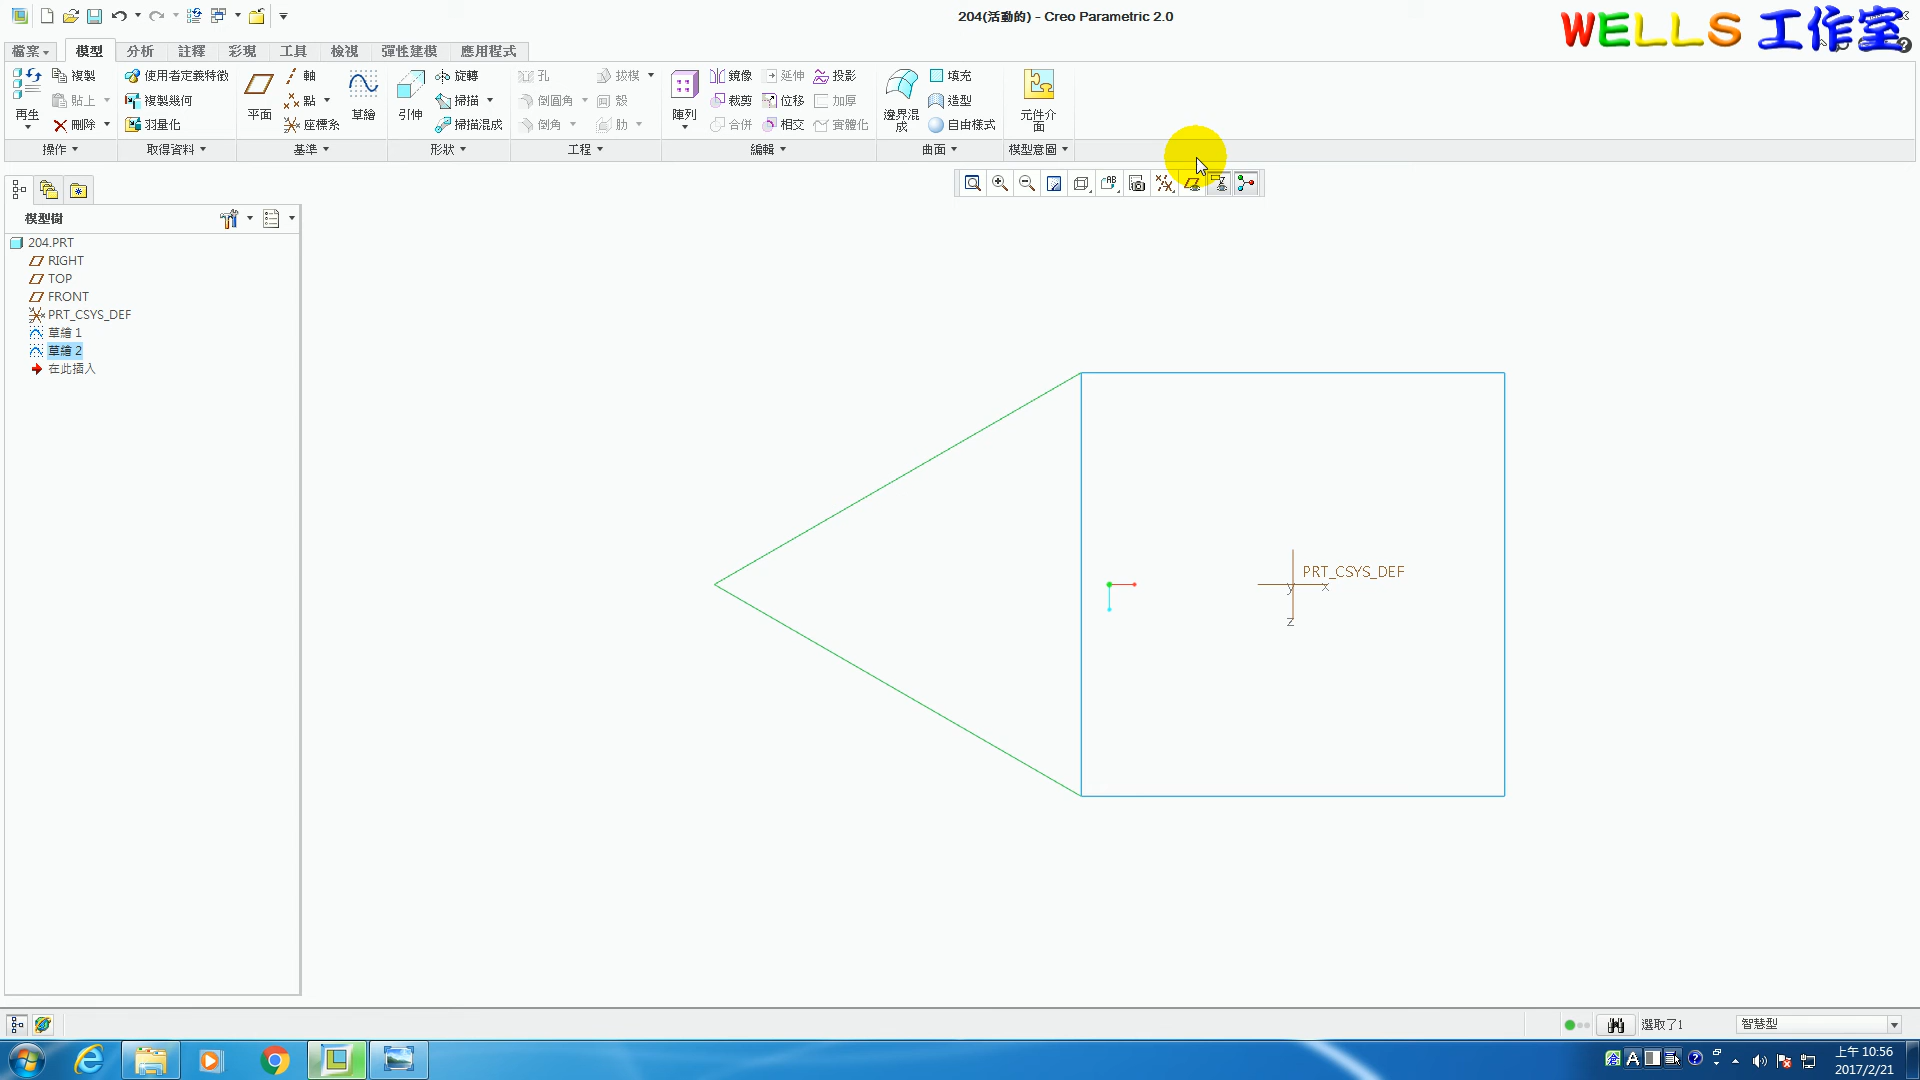 204(活動的) - Creo Parametric 2.0
WELLS 工作室
檔案 模型 分析 註釋 彩現 工具 檢視 彈性建模 應用程式
再生
複製
貼上
刪除
使用者定義特徵
複製幾何
羽量化
平面
軸
點
座標系
草繪
引伸
旋轉
掃描
掃描混成
孔
倒圓角
倒角
拔模
殼
肋
陣列
鏡像
裁剪
合併
延伸
位移
相交
投影
加厚
實體化
邊界混成
填充
造型
自由樣式
元件介面
操作 取得資料 基準 形狀 工程 編輯 曲面 模型意圖
模型樹
204.PRT
RIGHT
TOP
FRONT
PRT_CSYS_DEF
草繪 1
草繪 2
在此插入
PRT_CSYS_DEF
y
x
z
選取了1
智慧型
上午 10:56
2017/2/21